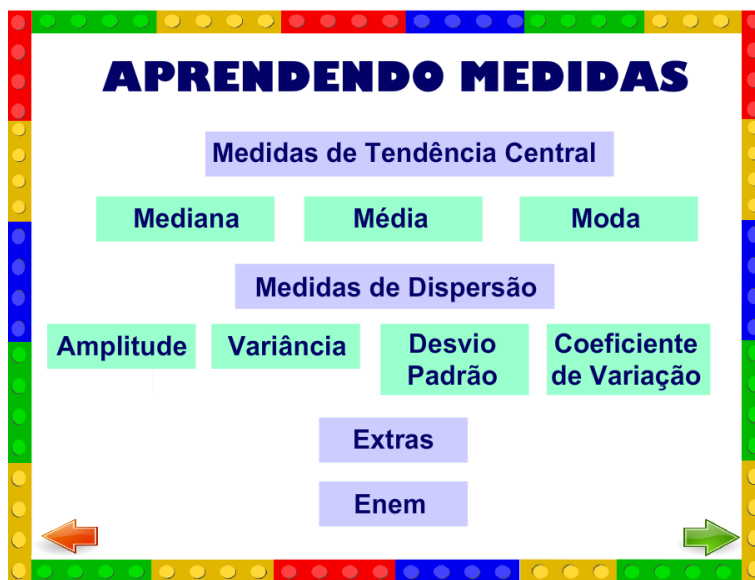 APRENDENDO MEDIDAS
Medidas de Tendência Central
Mediana
Média
Moda
Medidas de Dispersão
Amplitude
Variância
Desvio
Padrão
Coeficiente
de Variação
Extras
Enem